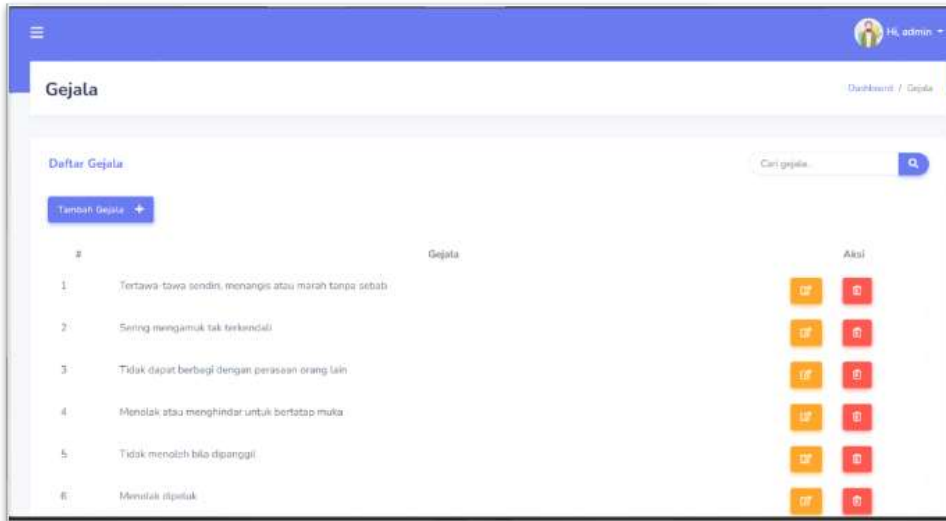 Hi, admin
Gejala
Dashboard / Gejala
Daftar Gejala
Cari gejala..
Tambah Gejala +
# Gejala Aksi
1 Tertawa-tawa sendiri, menangis atau marah tanpa sebab
2 Sering mengamuk tak terkendali
3 Tidak dapat berbagi dengan perasaan orang lain
4 Menolak atau menghindar untuk bertatap muka
5 Tidak menoleh bila dipanggil
6 Menolak dipeluk